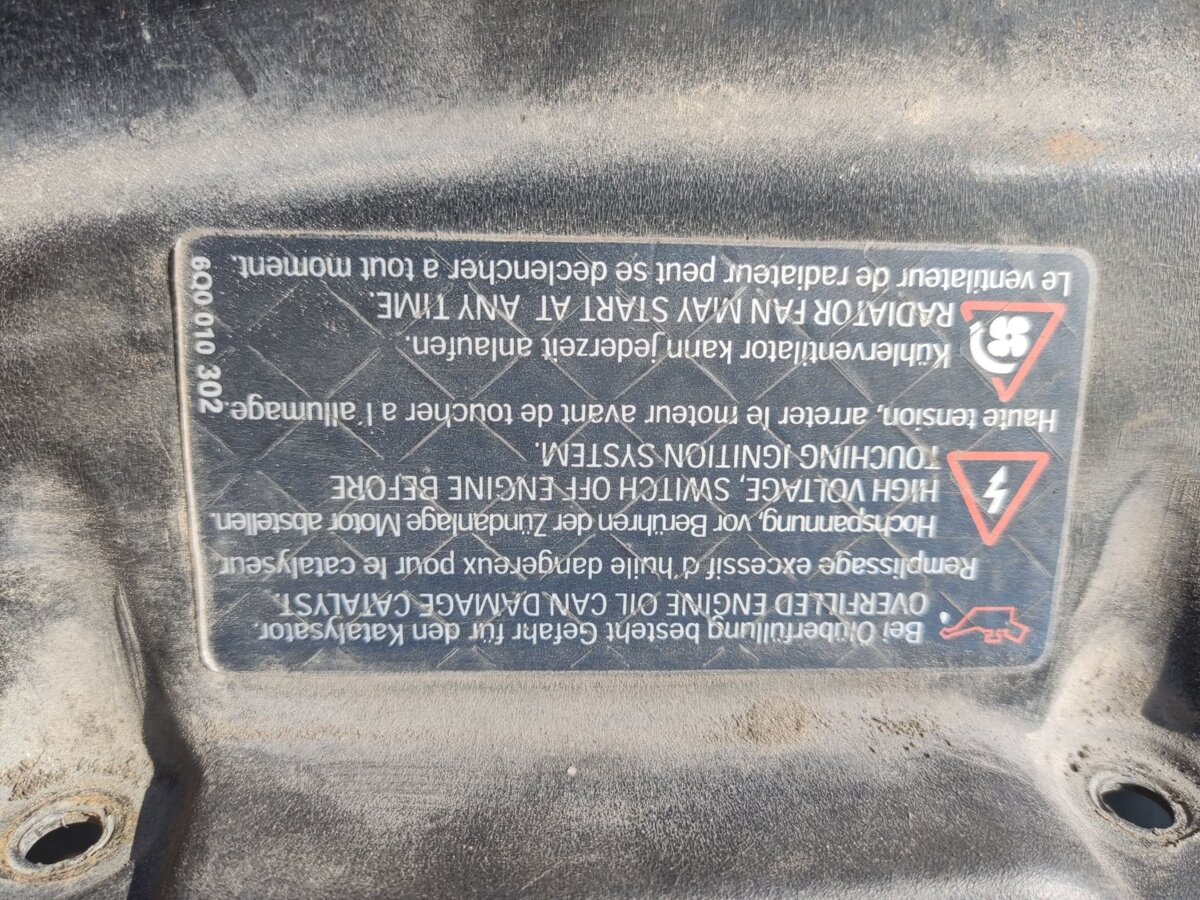 Bei Ölüberfüllung besteht Gefahr für den Katalysator.
OVERFILLED ENGINE OIL CAN DAMAGE CATALYST.
Remplissage excessif d huile dangereux pour le catalyseur
Hochspannung, vor Berühren der Zündanlage Motor abstellen.
HIGH VOLTAGE, SWITCH OFF ENGINE BEFORE
TOUCHING IGNITION SYSTEM.
Haute tension, arreter le moteur avant de toucher a l´allumage.
Kühlerventilator kann jederzeit anlaufen.
RADIATOR FAN MAY START AT ANY TIME.
Le ventilateur de radiateur peut se declencher a tout moment.
6Q0 010 302